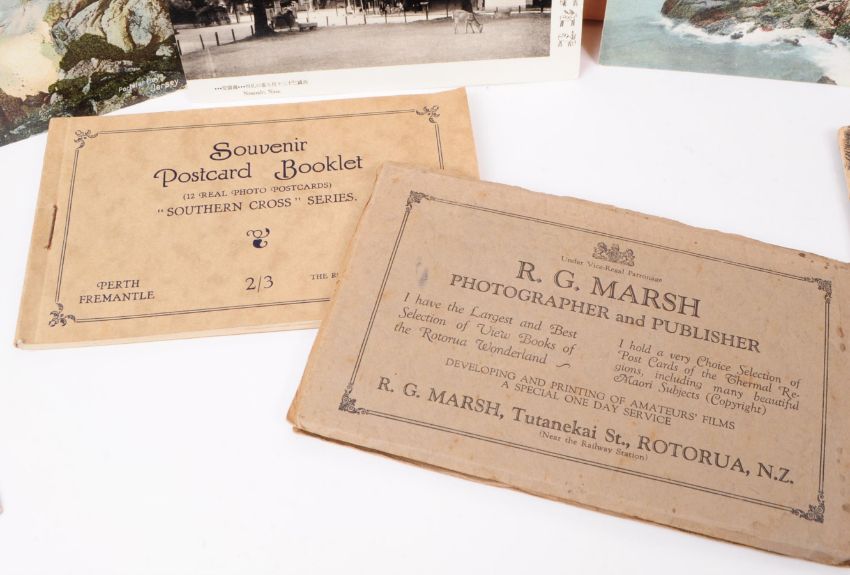 Jersey
Nara.
Souvenir
Postcard Booklet
(12 REAL PHOTO POSTCARDS)
"SOUTHERN CROSS" SERIES.
PERTH
FREMANTLE
2/3
THE
Under Vice-Regal Patronage
R. G. MARSH
PHOTOGRAPHER and PUBLISHER
I have the Largest and Best
Selection of View Books of
the Rotorua Wonderland
I hold a very Choice Selection of
Post Cards of the Thermal Re-
gions, including many beautiful
Maori Subjects (Copyright)
DEVELOPING AND PRINTING OF AMATEURS' FILMS
A SPECIAL ONE DAY SERVICE
R. G. MARSH, Tutanekai St., ROTORUA, N.Z.
(Near the Railway Station)